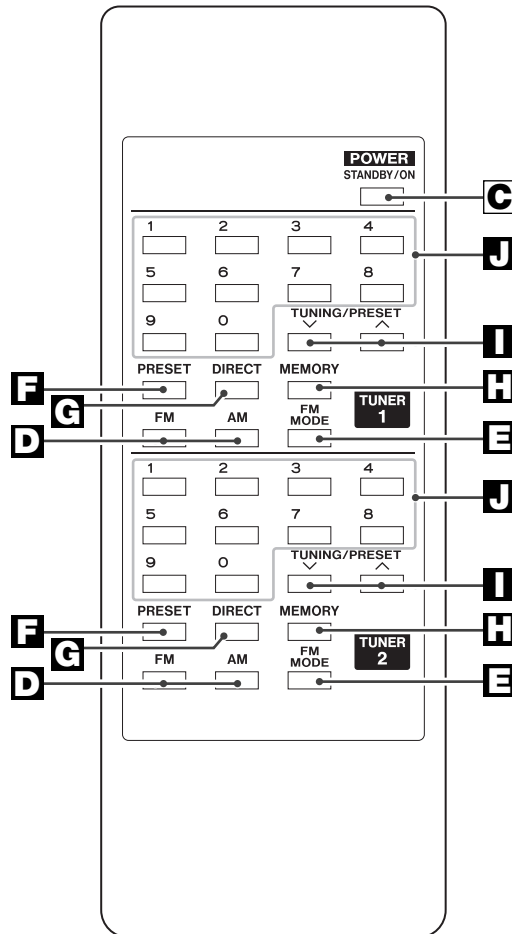 POWER
STANDBY/ON
C
1 2 3 4
J
5 6 7 8
TUNING/PRESET
9 0
I
PRESET DIRECT MEMORY
F
H
G
FM AM FM MODE
TUNER 1
D
E
1 2 3 4
J
5 6 7 8
TUNING/PRESET
9 0
I
PRESET DIRECT MEMORY
F
H
G
FM AM FM MODE
TUNER 2
D
E